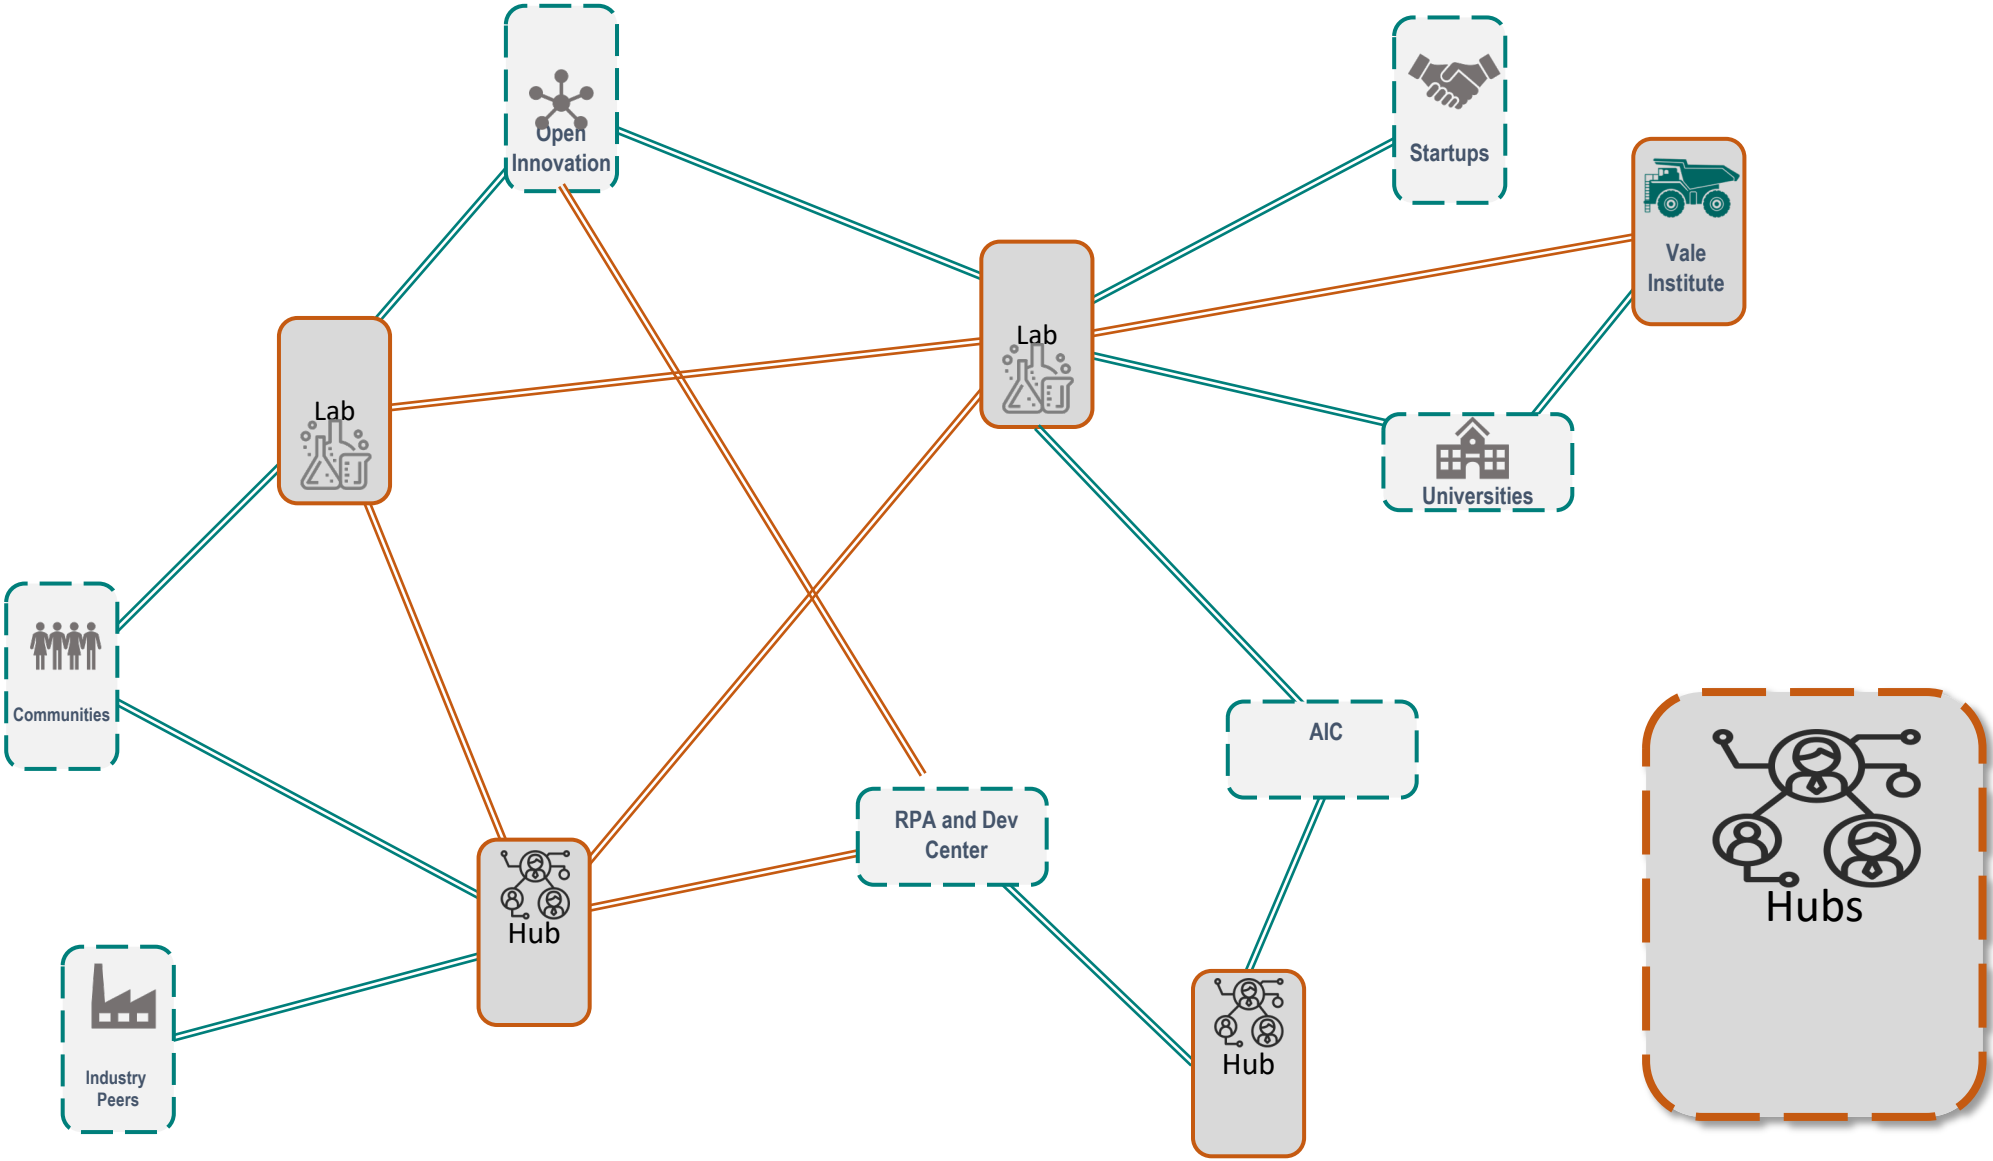 Open
Innovation
Startups
Vale
Institute
Lab
Lab
Universities
Communities
AIC
RPA and Dev
Center
Hubs
Hub
Hub
Industry
Peers